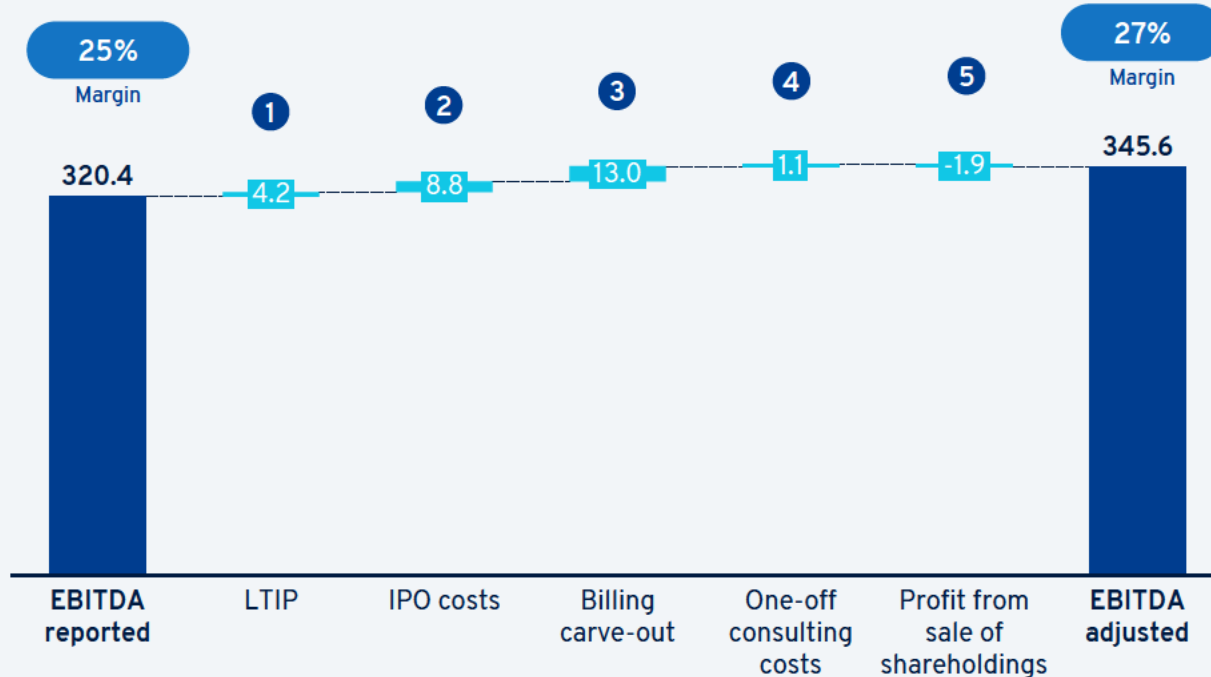 25%
Margin
27%
Margin
1
2
3
4
5
320.4
4.2
8.8
13.0
1.1
-1.9
345.6
EBITDA
reported
LTIP
IPO costs
Billing
carve-out
One-off
consulting
costs
Profit from
sale of
shareholdings
EBITDA
adjusted